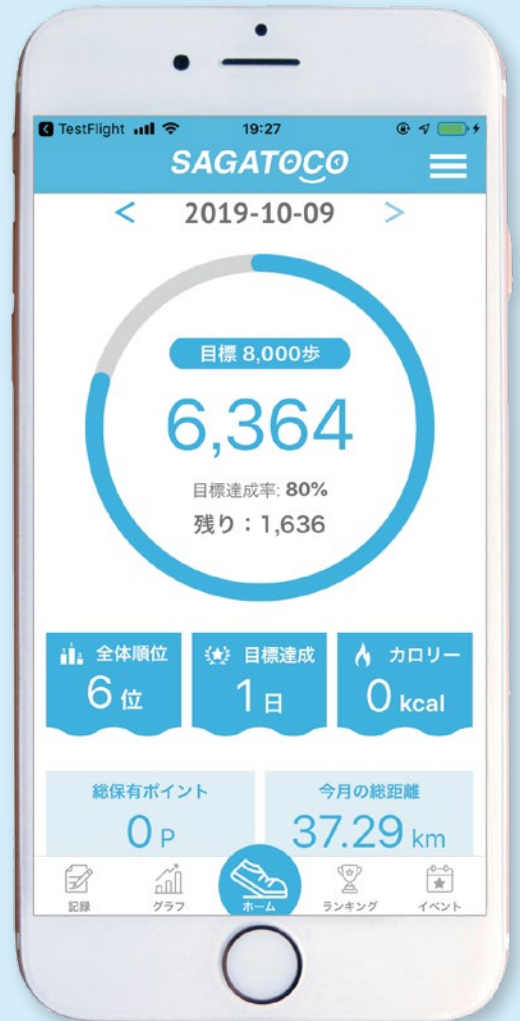 TestFlight 19:27
SAGATOCO
< 2019-10-09 >
目標 8,000歩
6,364
目標達成率: 80%
残り：1,636
全体順位 目標達成 カロリー
6位 1日 0 kcal
総保有ポイント 今月の総距離
0 P 37.29 km
記録 グラフ ホーム ランキング イベント